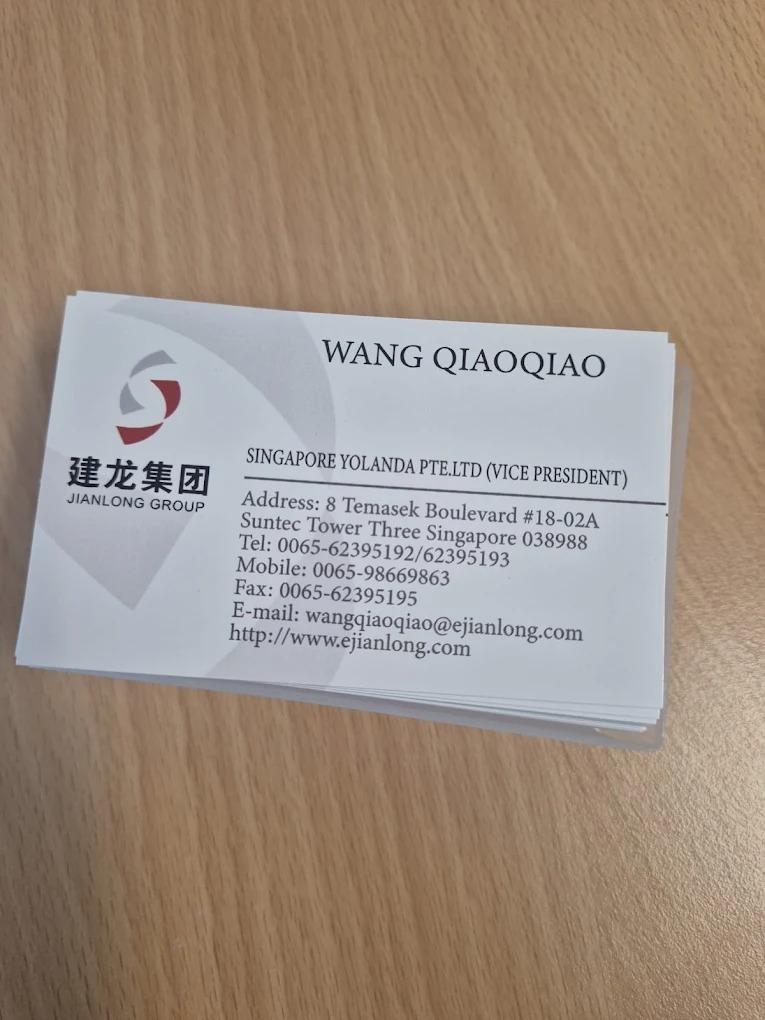 WANG QIAOQIAO
建龙集团
JIANLONG GROUP
SINGAPORE YOLANDA PTE.LTD (VICE PRESIDENT)
Address: 8 Temasek Boulevard #18-02A
Suntec Tower Three Singapore 038988
Tel: 0065-62395192/62395193
Mobile: 0065-98669863
Fax: 0065-62395195
E-mail: wangqiaoqiao@ejianlong.com
http://www.ejianlong.com